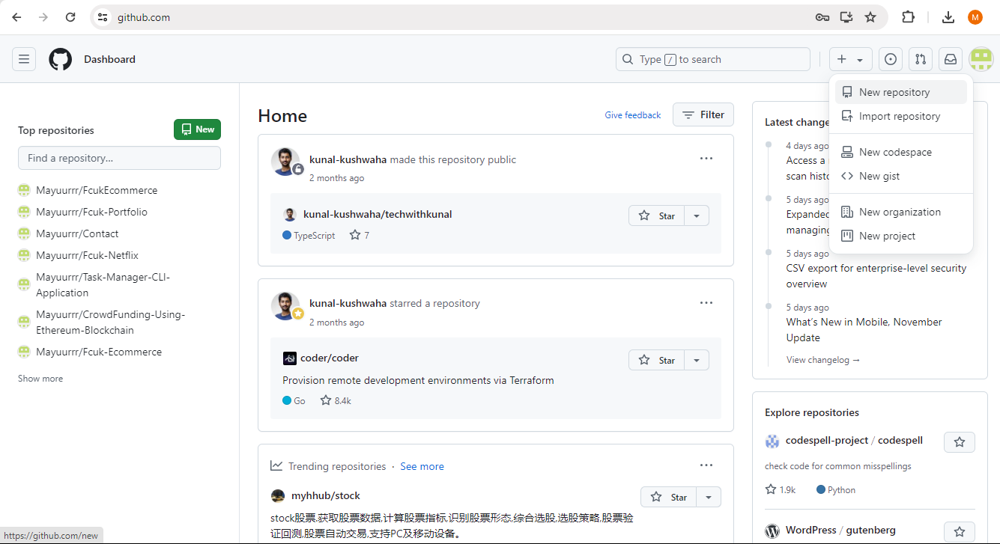 github.com
M
Dashboard
Type / to search
New repository
Import repository
New codespace
New gist
New organization
New project
Top repositories
New
Find a repository...
Mayuurrr/FcukEcommerce
Mayuurrr/Fcuk-Portfolio
Mayuurrr/Contact
Mayuurrr/Fcuk-Netflix
Mayuurrr/Task-Manager-CLI-
Application
Mayuurrr/CrowdFunding-Using-
Ethereum-Blockchain
Mayuurrr/Fcuk-Ecommerce
Show more
Home
Give feedback
Filter
kunal-kushwaha made this repository public
2 months ago
kunal-kushwaha/techwithkunal
Star
TypeScript 7
kunal-kushwaha starred a repository
2 months ago
coder/coder
Star
Provision remote development environments via Terraform
Go 8.4k
Trending repositories · See more
myhhub/stock
Star
stock股票.获取股票数据,计算股票指标,识别股票形态,综合选股,选股策略,股票验
证回测,股票自动交易,支持PC及移动设备。
Latest change
4 days ago
Access a
scan histo
5 days ago
Expanded
managing
5 days ago
CSV export for enterprise-level security
overview
5 days ago
What's New in Mobile, November
Update
View changelog →
Explore repositories
codespell-project / codespell
check code for common misspellings
1.9k Python
WordPress / gutenberg
https://github.com/new